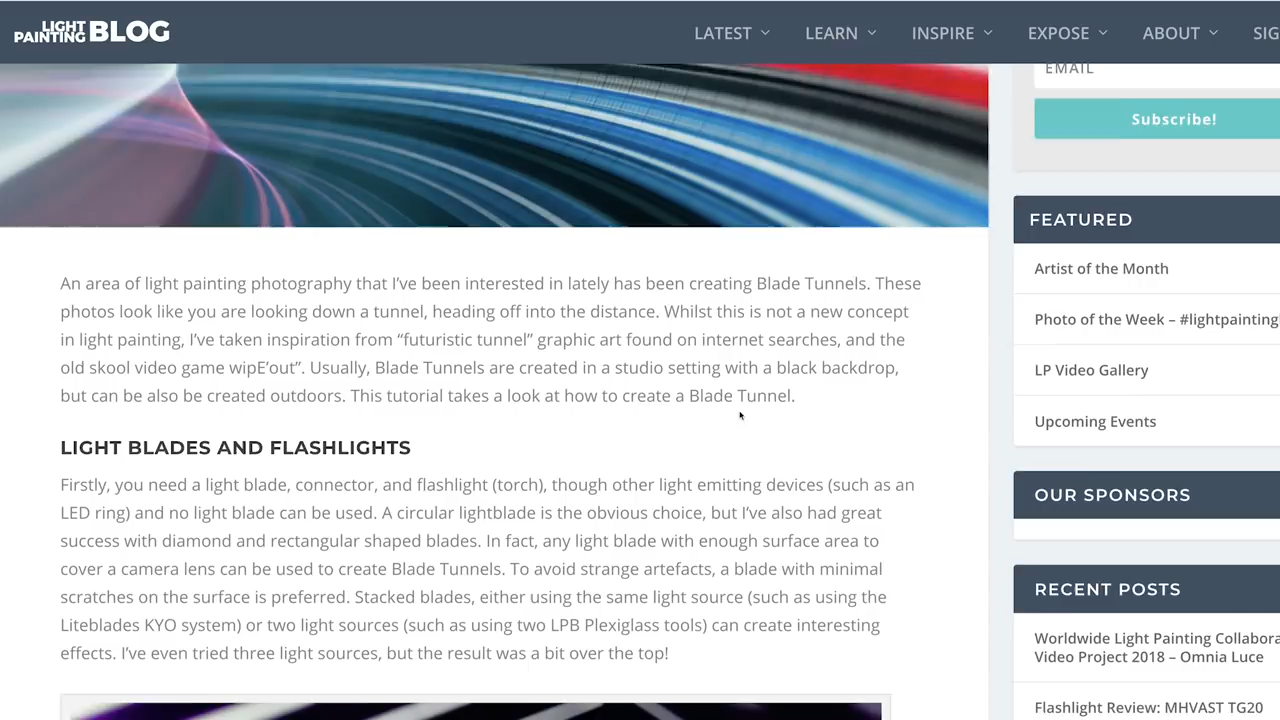 LIGHT
PAINTING BLOG
LATEST
LEARN
INSPIRE
EXPOSE
ABOUT
SIG
EMAIL
Subscribe!
An area of light painting photography that I’ve been interested in lately has been creating Blade Tunnels. These
photos look like you are looking down a tunnel, heading off into the distance. Whilst this is not a new concept
in light painting, I’ve taken inspiration from “futuristic tunnel” graphic art found on internet searches, and the
old skool video game wipE’out”. Usually, Blade Tunnels are created in a studio setting with a black backdrop,
but can be also be created outdoors. This tutorial takes a look at how to create a Blade Tunnel.
LIGHT BLADES AND FLASHLIGHTS
Firstly, you need a light blade, connector, and flashlight (torch), though other light emitting devices (such as an
LED ring) and no light blade can be used. A circular lightblade is the obvious choice, but I’ve also had great
success with diamond and rectangular shaped blades. In fact, any light blade with enough surface area to
cover a camera lens can be used to create Blade Tunnels. To avoid strange artefacts, a blade with minimal
scratches on the surface is preferred. Stacked blades, either using the same light source (such as using the
Liteblades KYO system) or two light sources (such as using two LPB Plexiglass tools) can create interesting
effects. I’ve even tried three light sources, but the result was a bit over the top!
FEATURED
Artist of the Month
Photo of the Week – #lightpainting
LP Video Gallery
Upcoming Events
OUR SPONSORS
RECENT POSTS
Worldwide Light Painting Collabora
Video Project 2018 – Omnia Luce
Flashlight Review: MHVAST TG20